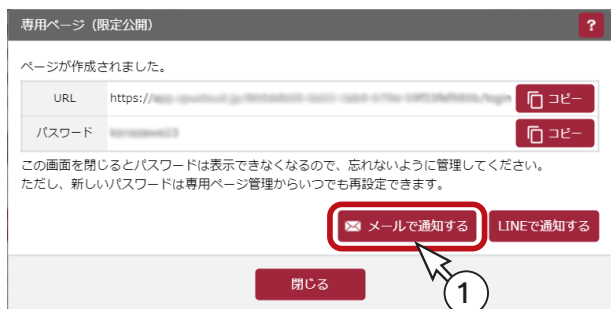 専用ページ（限定公開）
?
ページが作成されました。
URL https:// コピー
パスワード コピー
この画面を閉じるとパスワードは表示できなくなるので、忘れないように管理してください。
ただし、新しいパスワードは専用ページ管理からいつでも再設定できます。
メールで通知する LINEで通知する
閉じる
1